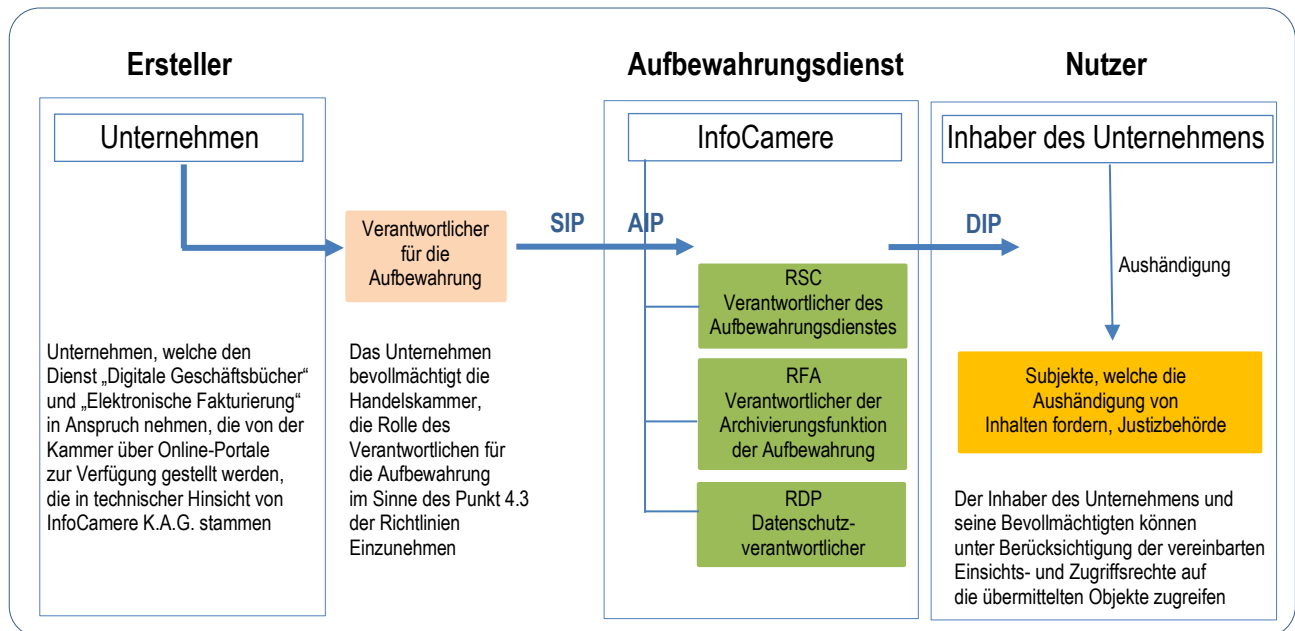 Ersteller
Unternehmen
Unternehmen, welche den
Dienst „Digitale Geschäftsbücher“
und „Elektronische Fakturierung“
in Anspruch nehmen, die von der
Kammer über Online-Portale
zur Verfügung gestellt werden,
die in technischer Hinsicht von
InfoCamere K.A.G. stammen
Verantwortlicher
für die
Aufbewahrung
Das Unternehmen
bevollmächtigt die
Handelskammer,
die Rolle des
Verantwortlichen für
die Aufbewahrung
im Sinne des Punkt 4.3
der Richtlinien
Einzunehmen
SIP
Aufbewahrungsdienst
InfoCamere
AIP
RSC
Verantwortlicher des
Aufbewahrungsdienstes
RFA
Verantwortlicher der
Archivierungsfunktion
der Aufbewahrung
RDP
Datenschutz-
verantwortlicher
DIP
Nutzer
Inhaber des Unternehmens
Aushändigung
Subjekte, welche die
Aushändigung von
Inhalten fordern, Justizbehörde
Der Inhaber des Unternehmens und
seine Bevollmächtigten können
unter Berücksichtigung der vereinbarten
Einsichts- und Zugriffsrechte auf
die übermittelten Objekte zugreifen